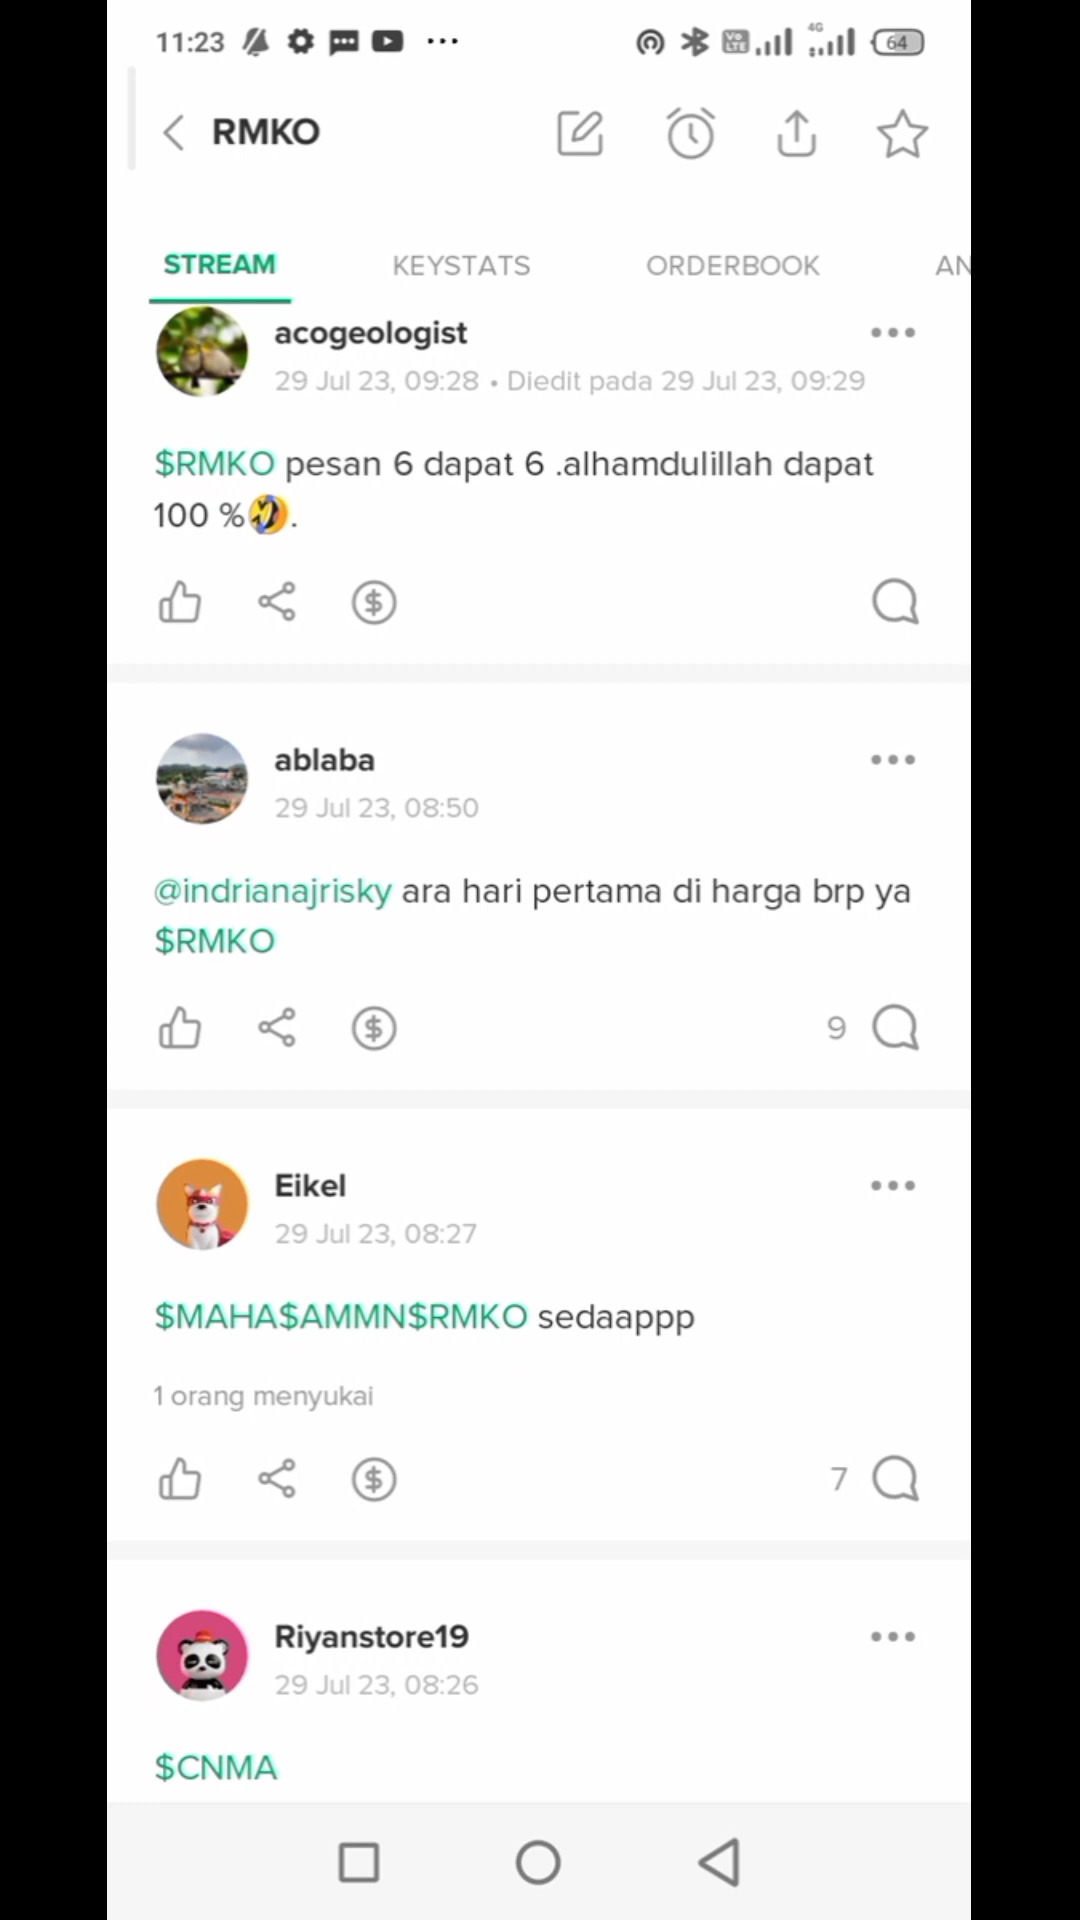 11:23
4G
Vo
LTE
64
RMKO
STREAM KEYSTATS ORDERBOOK AN
acogeologist
29 Jul 23, 09:28 • Diedit pada 29 Jul 23, 09:29
$RMKO pesan 6 dapat 6 .alhamdulillah dapat
100 %🤣.
ablaba
29 Jul 23, 08:50
@indrianajrisky ara hari pertama di harga brp ya
$RMKO
9
Eikel
29 Jul 23, 08:27
$MAHA$AMMN$RMKO sedaappp
1 orang menyukai
7
Riyanstore19
29 Jul 23, 08:26
$CNMA